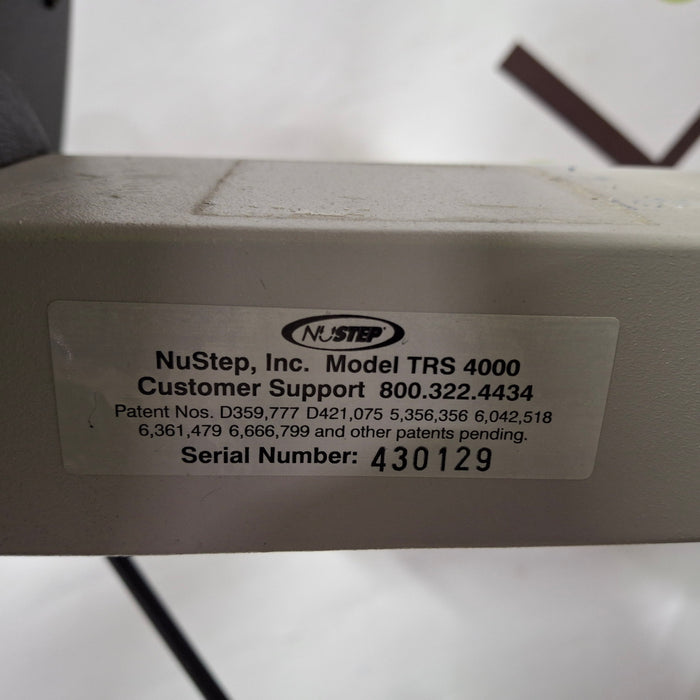 NUSTEP
NuStep, Inc. Model TRS 4000
Customer Support 800.322.4434
Patent Nos. D359,777 D421,075 5,356,356 6,042,518
6,361,479 6,666,799 and other patents pending.
Serial Number: 430129